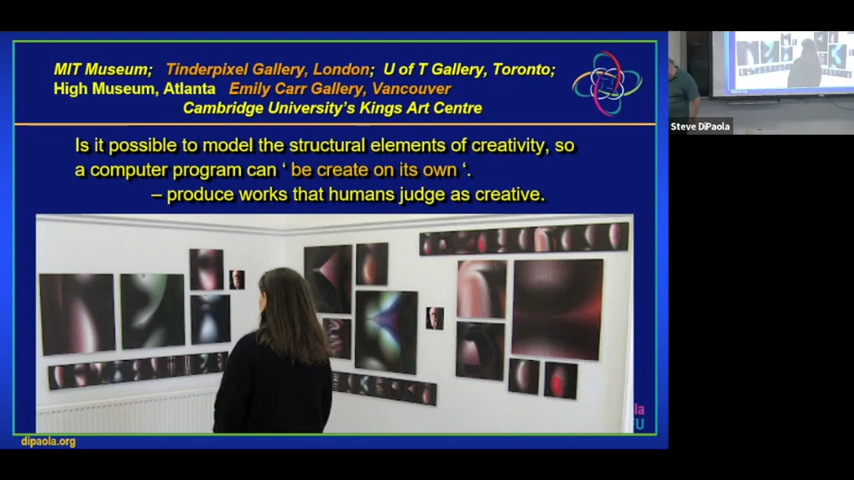 MIT Museum; Tinderpixel Gallery, London; U of T Gallery, Toronto;
High Museum, Atlanta Emily Carr Gallery, Vancouver
Cambridge University's Kings Art Centre
Is it possible to model the structural elements of creativity, so
a computer program can ' be create on its own '.
– produce works that humans judge as creative.
la
FU
dipaola.org
Steve DiPaola